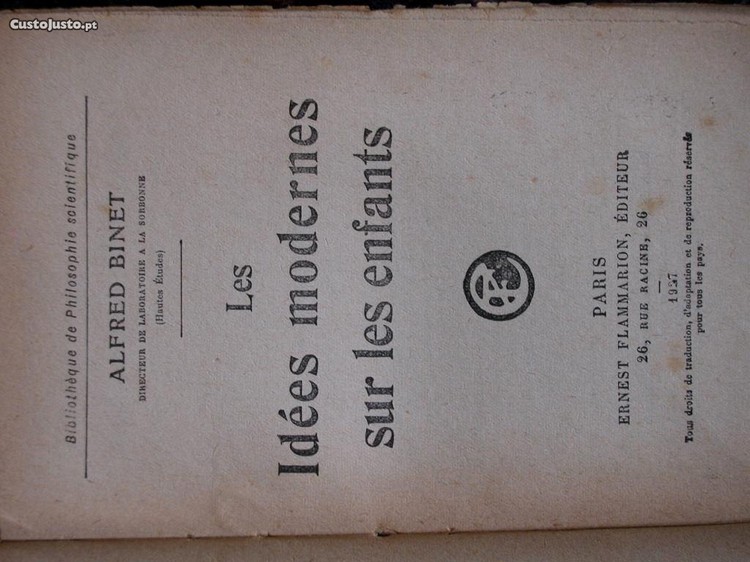 CustoJusto.pt
Bibliothèque de Philosophie scientifique
ALFRED BINET
DIRECTEUR DE LABORATOIRE A LA SORBONNE
(Hautes Études)
Les
Idées modernes
sur les enfants
PARIS
ERNEST FLAMMARION, ÉDITEUR
26, RUE RACINE, 26
1927
Tous droits de traduction, d'adaptation et de reproduction réservés
pour tous les pays.